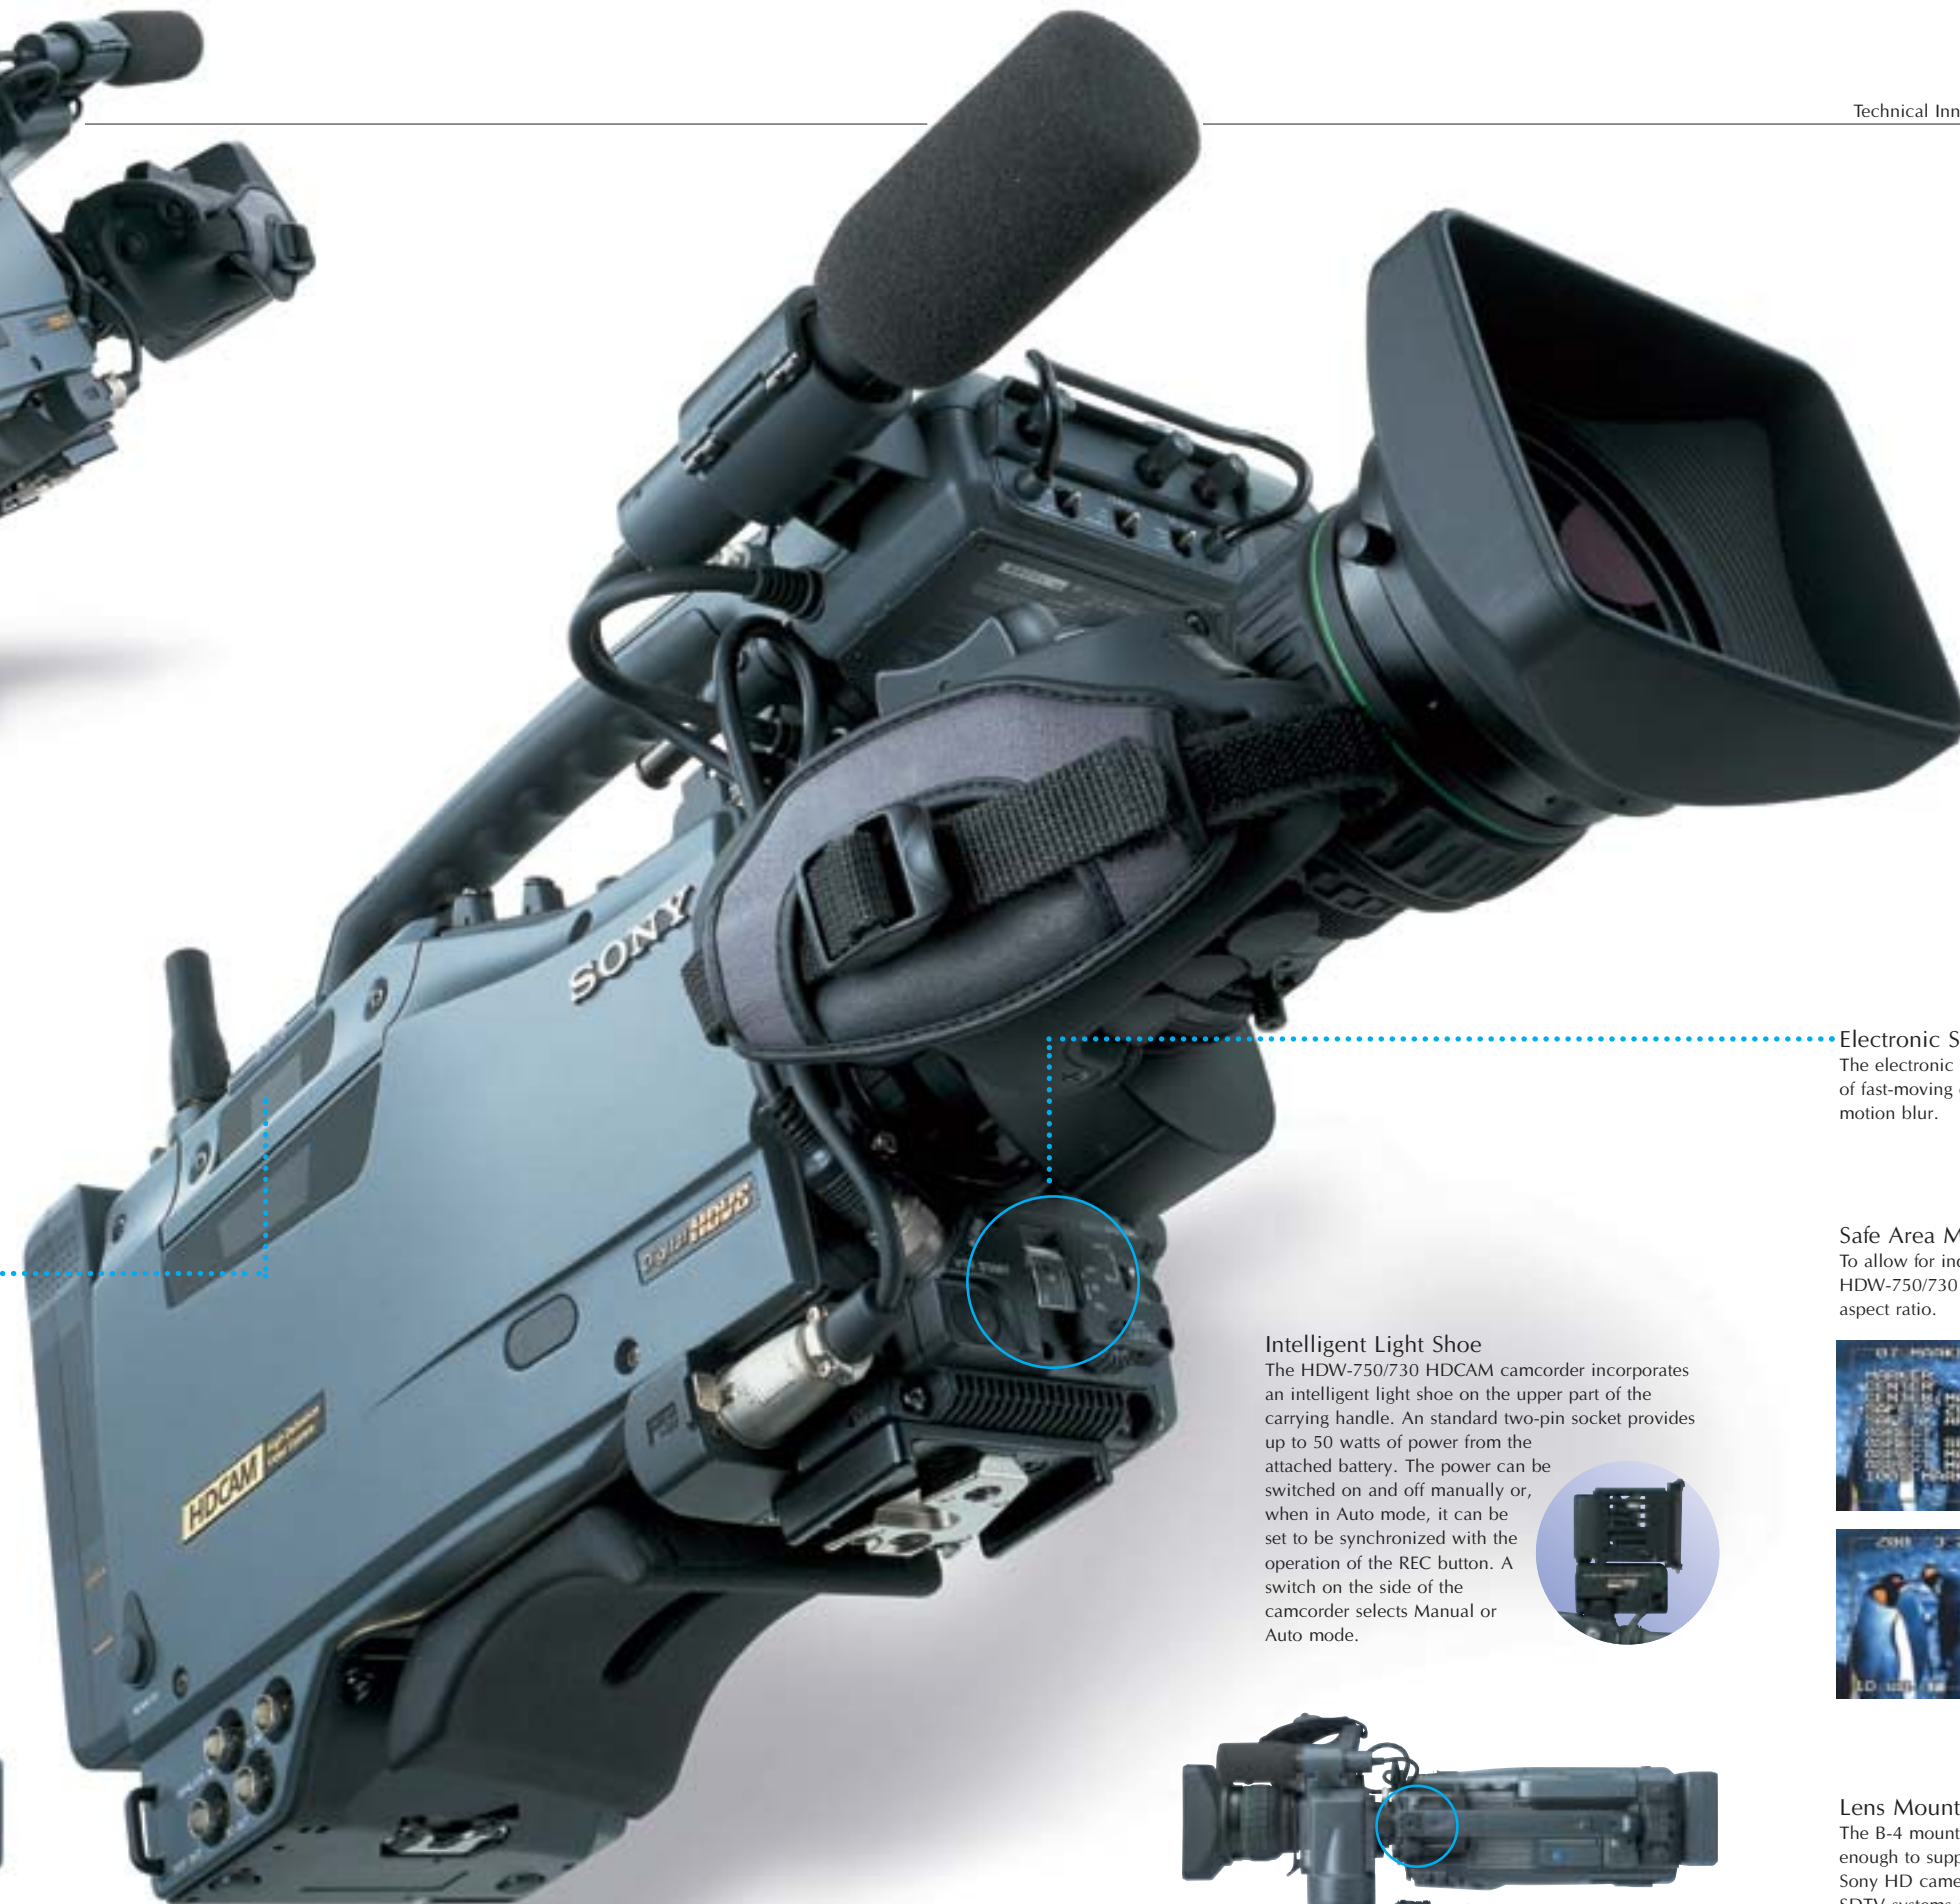 Technical Inn
SONY
Digital
HDCAM
Electronic S
The electronic
of fast-moving
motion blur.
Safe Area M
To allow for inc
HDW-750/730
aspect ratio.
Intelligent Light Shoe
The HDW-750/730 HDCAM camcorder incorporates
an intelligent light shoe on the upper part of the
carrying handle. An standard two-pin socket provides
up to 50 watts of power from the
attached battery. The power can be
switched on and off manually or,
when in Auto mode, it can be
set to be synchronized with the
operation of the REC button. A
switch on the side of the
camcorder selects Manual or
Auto mode.
Lens Mount
The B-4 mount
enough to supp
Sony HD came
SDTV systems